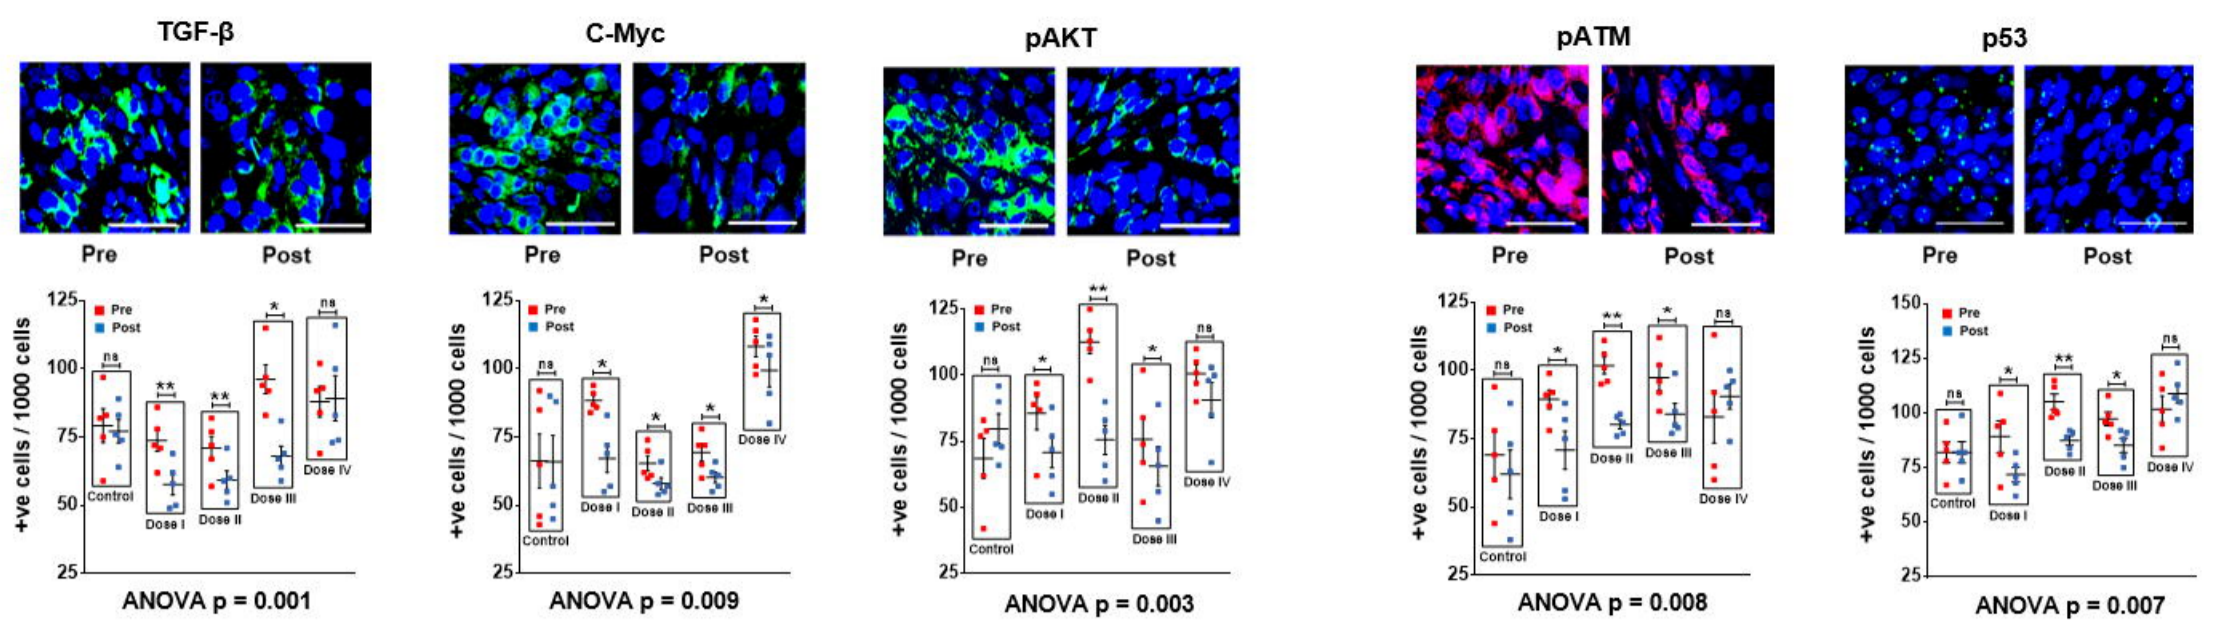 TGF-β
Pre
Post
+ve cells / 1000 cells
125
100
75
50
25
Pre
Post
ns
**
**
*
ns
Control
Dose I
Dose II
Dose III
Dose IV
ANOVA p = 0.001
C-Myc
Pre
Post
+ve cells / 1000 cells
125
100
75
50
25
Pre
Post
ns
*
*
*
*
Control
Dose I
Dose II
Dose III
Dose IV
ANOVA p = 0.009
pAKT
Pre
Post
+ve cells / 1000 cells
125
100
75
50
25
Pre
Post
ns
*
**
*
ns
Control
Dose I
Dose II
Dose III
Dose IV
ANOVA p = 0.003
pATM
Pre
Post
+ve cells / 1000 cells
125
100
75
50
25
Pre
Post
ns
*
**
*
ns
Control
Dose I
Dose II
Dose III
Dose IV
ANOVA p = 0.008
p53
Pre
Post
+ve cells / 1000 cells
150
125
100
75
50
25
Pre
Post
ns
*
**
*
ns
Control
Dose I
Dose II
Dose III
Dose IV
ANOVA p = 0.007